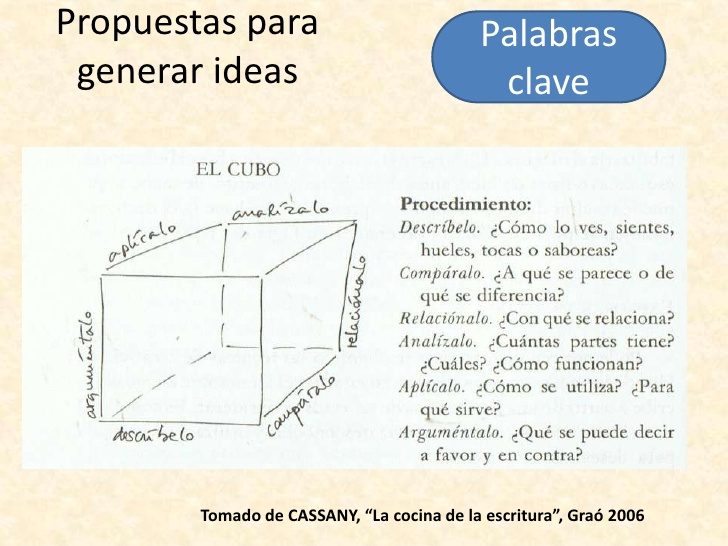 Propuestas para
generar ideas
Palabras
clave
EL CUBO
analízalo
aplícalo
arguméntalo
relaciónalo
compáralo
descríbelo
Procedimiento:
Descríbelo. ¿Cómo lo ves, sientes,
hueles, tocas o saboreas?
Compáralo. ¿A qué se parece o de
qué se diferencia?
Relaciónalo. ¿Con qué se relaciona?
Analízalo. ¿Cuántas partes tiene?
¿Cuáles? ¿Cómo funcionan?
Aplícalo. ¿Cómo se utiliza? ¿Para
qué sirve?
Arguméntalo. ¿Qué se puede decir
a favor y en contra?
Tomado de CASSANY, “La cocina de la escritura”, Graó 2006